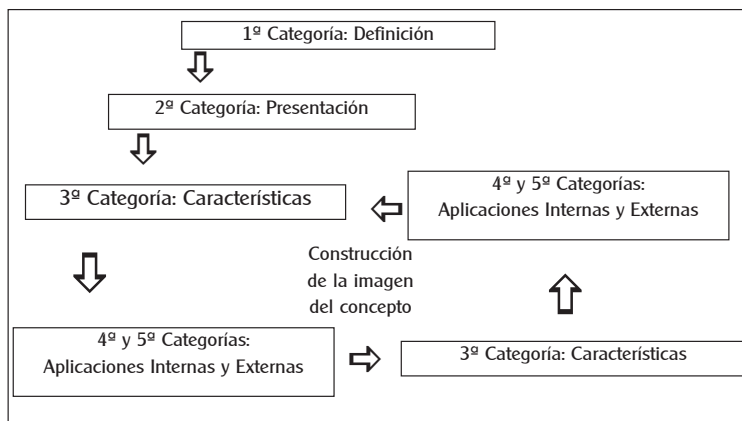 1º Categoría: Definición
2º Categoría: Presentación
3º Categoría: Características
4º y 5º Categorías:
Aplicaciones Internas y Externas
Construcción
de la imagen
del concepto
4º y 5º Categorías:
Aplicaciones Internas y Externas
3º Categoría: Características